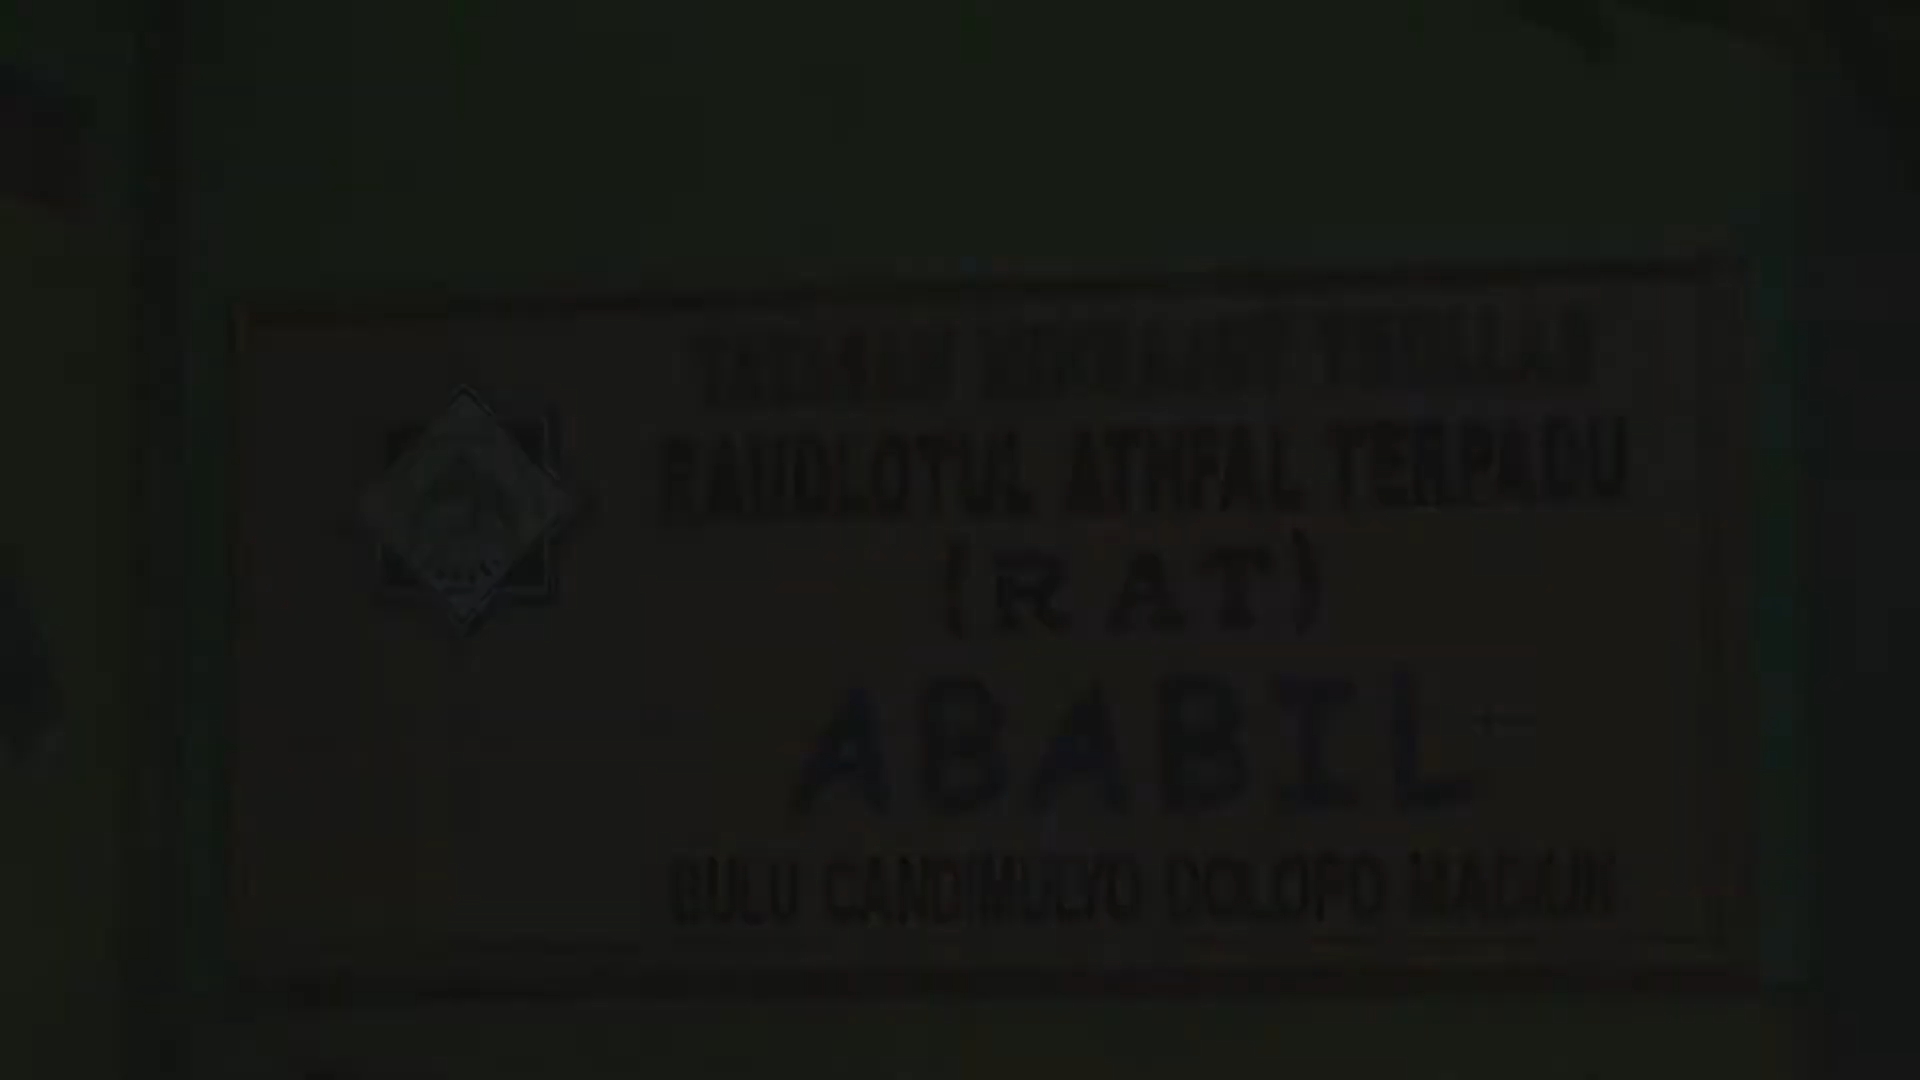 RAUDLOTUL ATHFAL TERPADU
(RAT)
ABABIL
GULU CANDIMULYO DOLOPO MADIUN